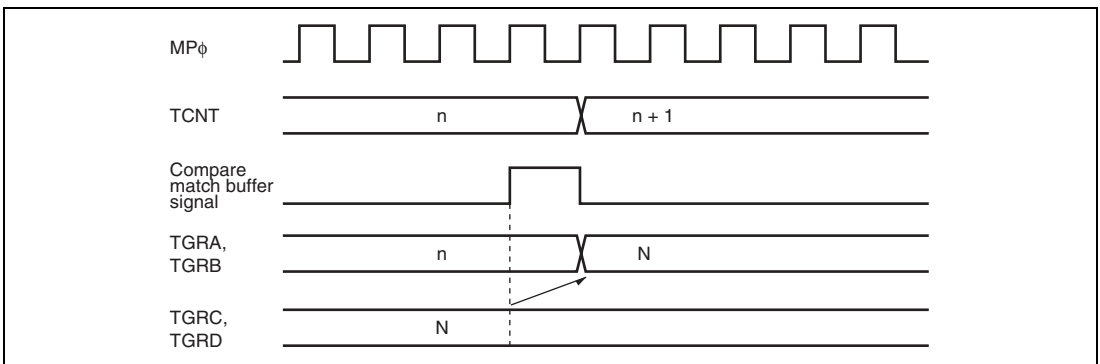 MPϕ
TCNT
n
n + 1
Compare
match buffer
signal
TGRA,
TGRB
n
N
TGRC,
TGRD
N